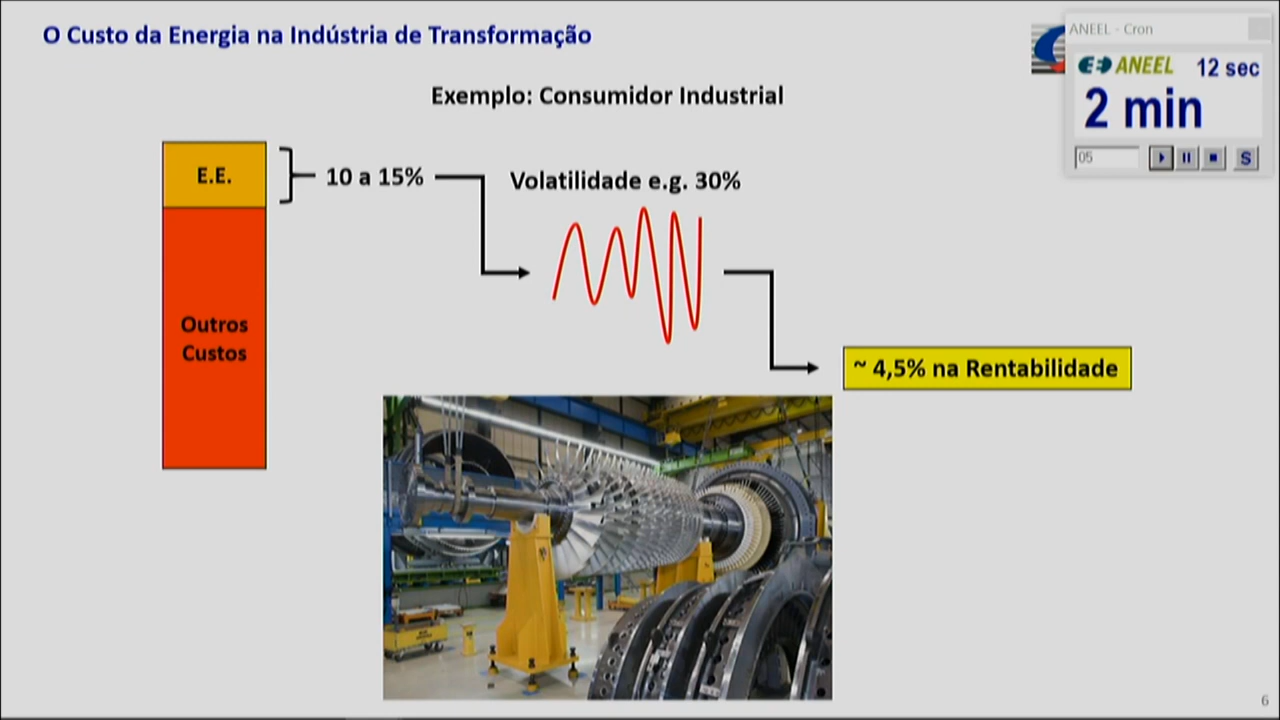 O Custo da Energia na Indústria de Transformação
ANEEL - Cron
ANEEL 12 sec
2 min
05
S
Exemplo: Consumidor Industrial
E.E.
10 a 15%
Volatilidade e.g. 30%
Outros
Custos
~ 4,5% na Rentabilidade
6